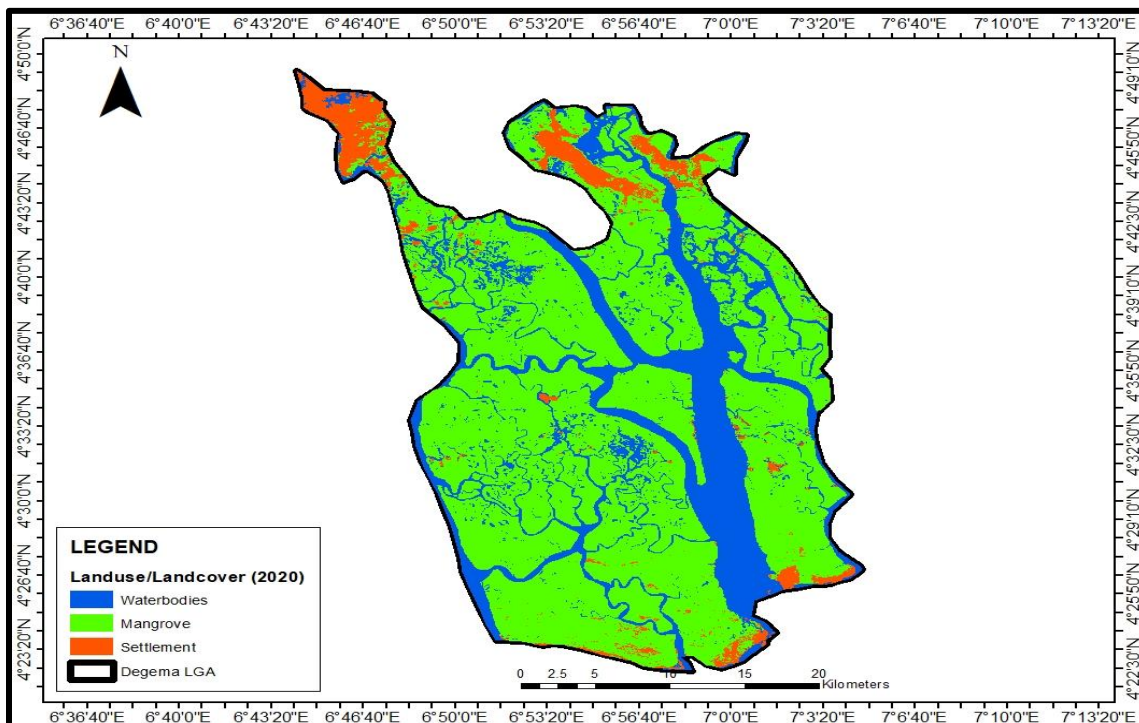 6°36'40"E 6°40'0"E 6°43'20"E 6°46'40"E 6°50'0"E 6°53'20"E 6°56'40"E 7°0'0"E 7°3'20"E 7°6'40"E 7°10'0"E 7°13'20"E
N
4°50'0"N
4°46'40"N
4°43'20"N
4°40'0"N
4°36'40"N
4°33'20"N
4°30'0"N
4°26'40"N
4°23'20"N
4°49'10"N
4°45'50"N
4°42'30"N
4°39'10"N
4°35'50"N
4°32'30"N
4°29'10"N
4°25'50"N
4°22'30"N
LEGEND
Landuse/Landcover (2020)
Waterbodies
Mangrove
Settlement
Degema LGA
0 2.5 5 10 15 20
Kilometers
6°36'40"E 6°40'0"E 6°43'20"E 6°46'40"E 6°50'0"E 6°53'20"E 6°56'40"E 7°0'0"E 7°3'20"E 7°6'40"E 7°10'0"E 7°13'20"E